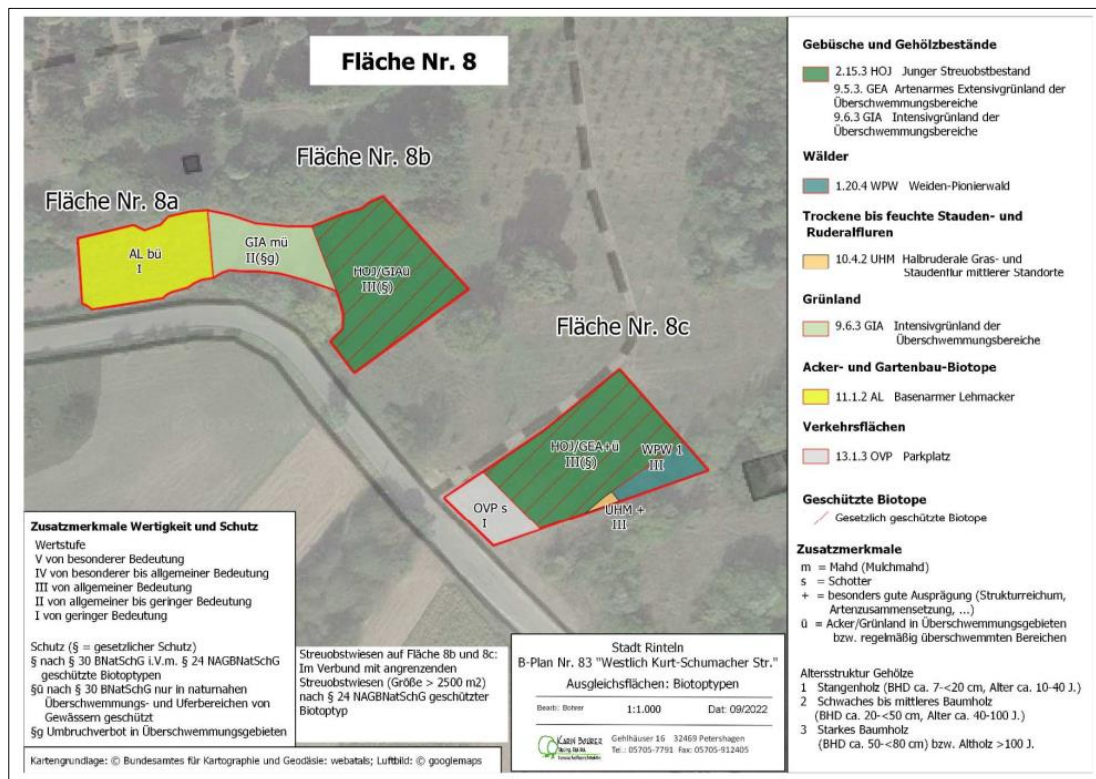 Fläche Nr. 8
Fläche Nr. 8a
Fläche Nr. 8b
Fläche Nr. 8c
AL bü
I
GIA mü
II(§g)
HOJ/GIAü
III(§)
HOJ/GEA+ü
III(§)
WPW 1
III
UHM +
III
OVP s
I
Gebüsche und Gehölzbestände
2.15.3 HOJ Junger Streuobstbestand
9.5.3. GEA Artenarmes Extensivgrünland der
Überschwemmungsbereiche
9.6.3 GIA Intensivgrünland der
Überschwemmungsbereiche
Wälder
1.20.4 WPW Weiden-Pionierwald
Trockene bis feuchte Stauden- und
Ruderalfluren
10.4.2 UHM Halbruderale Gras- und
Staudenflur mittlerer Standorte
Grünland
9.6.3 GIA Intensivgrünland der
Überschwemmungsbereiche
Acker- und Gartenbau-Biotope
11.1.2 AL Basenarmer Lehmacker
Verkehrsflächen
13.1.3 OVP Parkplatz
Geschützte Biotope
Gesetzlich geschützte Biotope
Zusatzmerkmale
m = Mahd (Mulchmahd)
s = Schotter
+ = besonders gute Ausprägung (Strukturreichum,
Artenzusammensetzung, ...)
ü = Acker/Grünland in Überschwemmungsgebieten
bzw. regelmäßig überschwemmten Bereichen
Altersstruktur Gehölze
1 Stangenholz (BHD ca. 7-<20 cm, Alter ca. 10-40 J.)
2 Schwaches bis mittleres Baumholz
(BHD ca. 20-<50 cm, Alter ca. 40-100 J.)
3 Starkes Baumholz
(BHD ca. 50-<80 cm) bzw. Altholz >100 J.
Zusatzmerkmale Wertigkeit und Schutz
Wertstufe
V von besonderer Bedeutung
IV von besonderer bis allgemeiner Bedeutung
III von allgemeiner Bedeutung
II von allgemeiner bis geringer Bedeutung
I von geringer Bedeutung
Schutz (§ = gesetzlicher Schutz)
§ nach § 30 BNatSchG i.V.m. § 24 NAGBNatSchG
geschützte Biotoptypen
§ü nach § 30 BNatSchG nur in naturnahen
Überschwemmungs- und Uferbereichen von
Gewässern geschützt
§g Umbruchverbot in Überschwemmungsgebieten
Streuobstwiesen auf Fläche 8b und 8c:
Im Verbund mit angrenzenden
Streuobstwiesen (Größe > 2500 m2)
nach § 24 NAGBNatSchG geschützter
Biotoptyp
Stadt Rinteln
B-Plan Nr. 83 "Westlich Kurt-Schumacher Str."
Ausgleichsflächen: Biotoptypen
Bearb: Bohrer 1:1.000 Dat: 09/2022
Karin Bohrer
Gehlhäuser 16 32469 Petershagen
Tel.: 05705-7791 Fax: 05705-912405
Kartengrundlage: © Bundesamtes für Kartographie und Geodäsie: webatals; Luftbild: © googlemaps